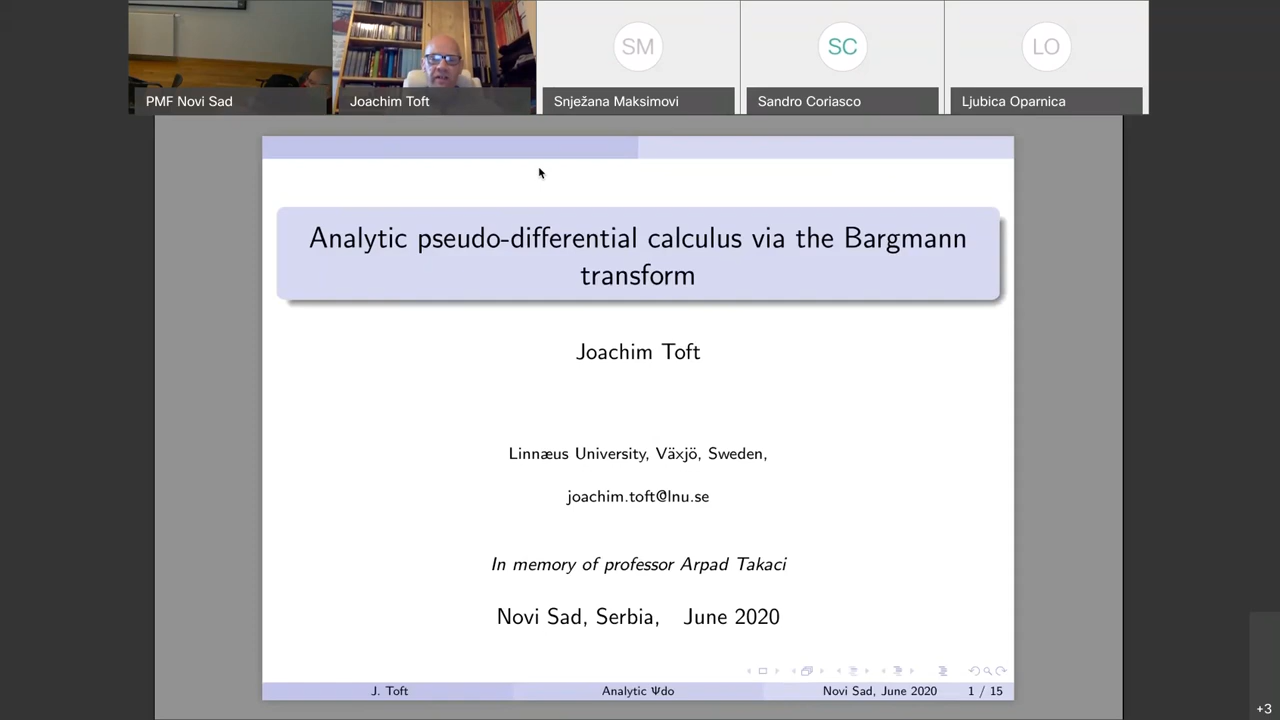 PMF Novi Sad
Joachim Toft
SM
Snježana Maksimovi
SC
Sandro Coriasco
LO
Ljubica Oparnica
Analytic pseudo-differential calculus via the Bargmann
transform
Joachim Toft
Linnæus University, Växjö, Sweden,
joachim.toft@lnu.se
In memory of professor Arpad Takaci
Novi Sad, Serbia, June 2020
J. Toft
Analytic Ψdo
Novi Sad, June 2020
1 / 15
+3